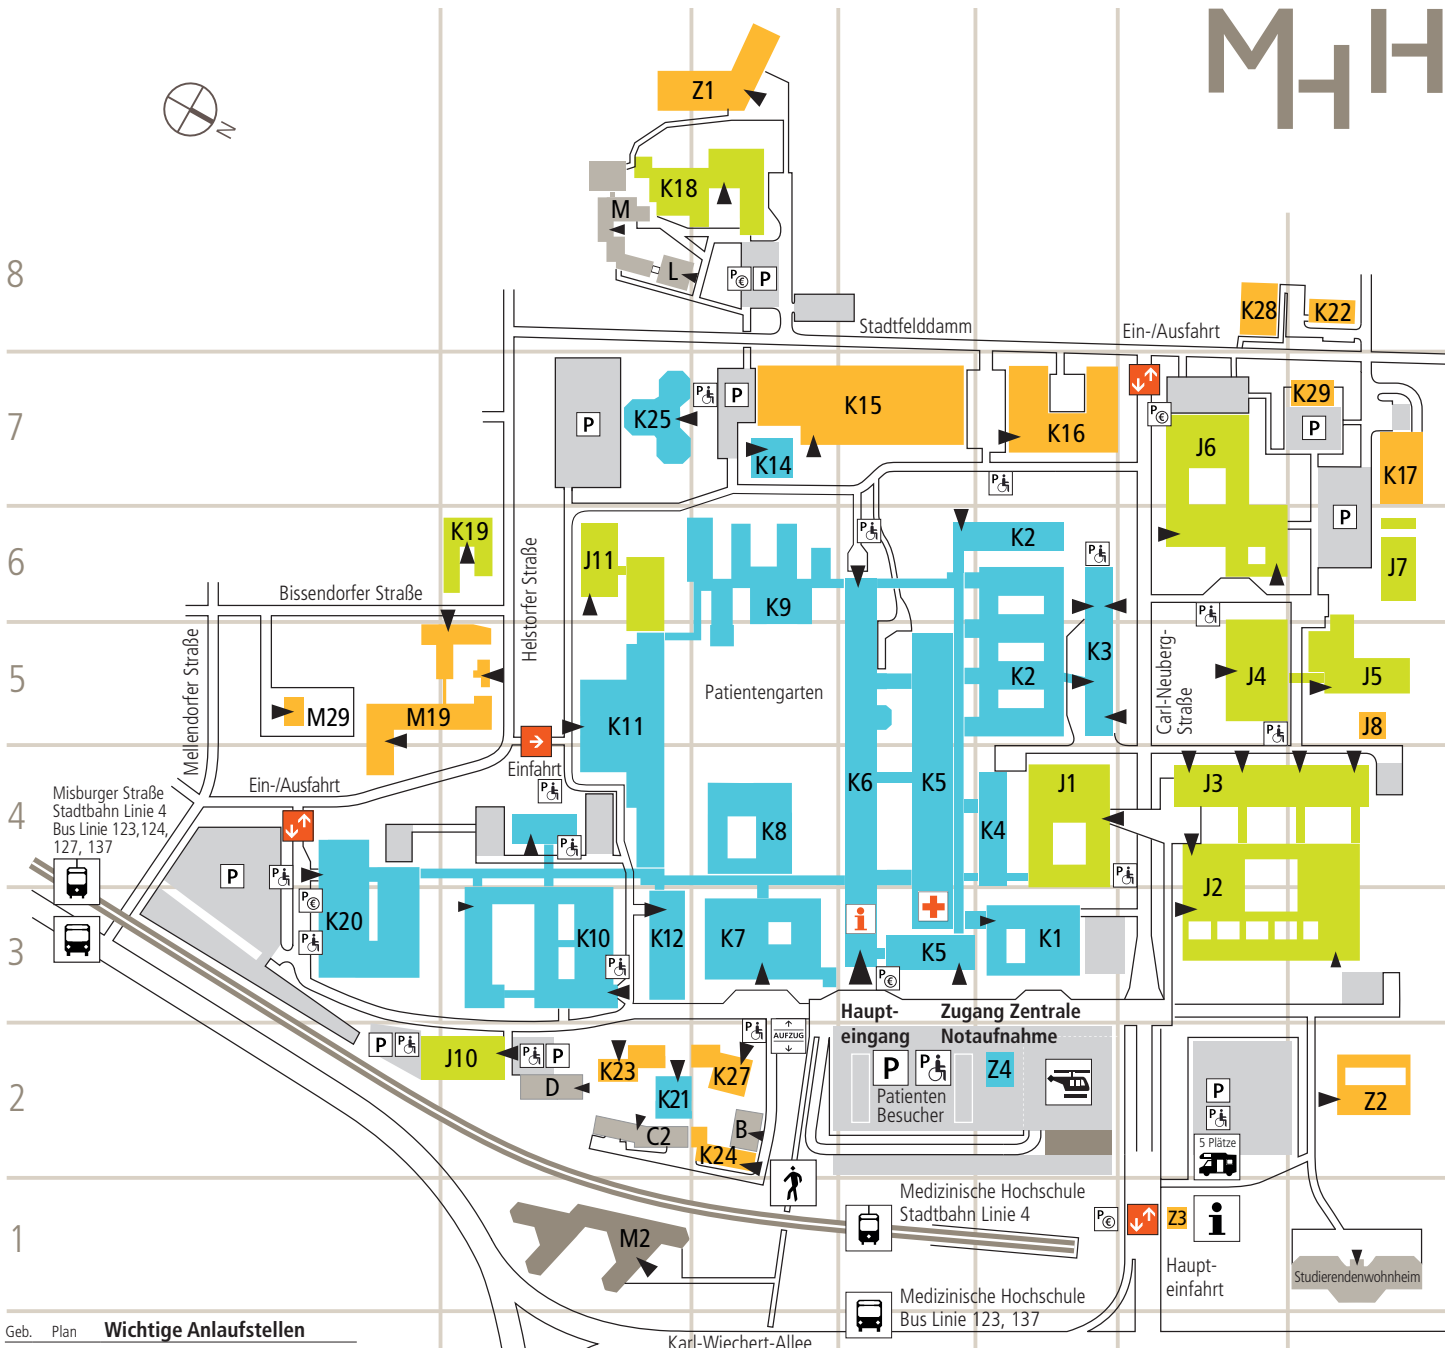 MHH
N
Z1
K18
M
L
P
€
P
8
Stadtfelddamm
Ein-/Ausfahrt
K28
K22
K25
P
P
P
K15
K14
K16
P
€
K29
P
J6
K17
7
P
P
P
K19
J11
K2
P
J7
6
Bissendorfer Straße
Helstorfer Straße
K9
P
Mellendorfer Straße
M29
M19
K11
Patientengarten
K2
K3
Carl-Neuberg-
Straße
J4
J5
J8
P
5
Einfahrt
P
Ein-/Ausfahrt
Misburger Straße
Stadtbahn Linie 4
Bus Linie 123,124,
127, 137
K6
K5
J1
J3
4
P
K8
K4
P
P
P
€
P
K20
K10
P
K12
K7
K5
K1
J2
3
P
€
Haupt-
eingang
Zugang Zentrale
Notaufnahme
P
P
J10
P
P
D
K23
K21
K27
P
AUFZUG
P
P
Patienten
Besucher
Z4
P
P
5 Plätze
Z2
2
C2
B
K24
M2
Medizinische Hochschule
Stadtbahn Linie 4
P
€
Z3
Haupt-
einfahrt
Studierendenwohnheim
1
Medizinische Hochschule
Bus Linie 123, 137
Karl-Wiechert-Allee
Geb. Plan Wichtige Anlaufstellen